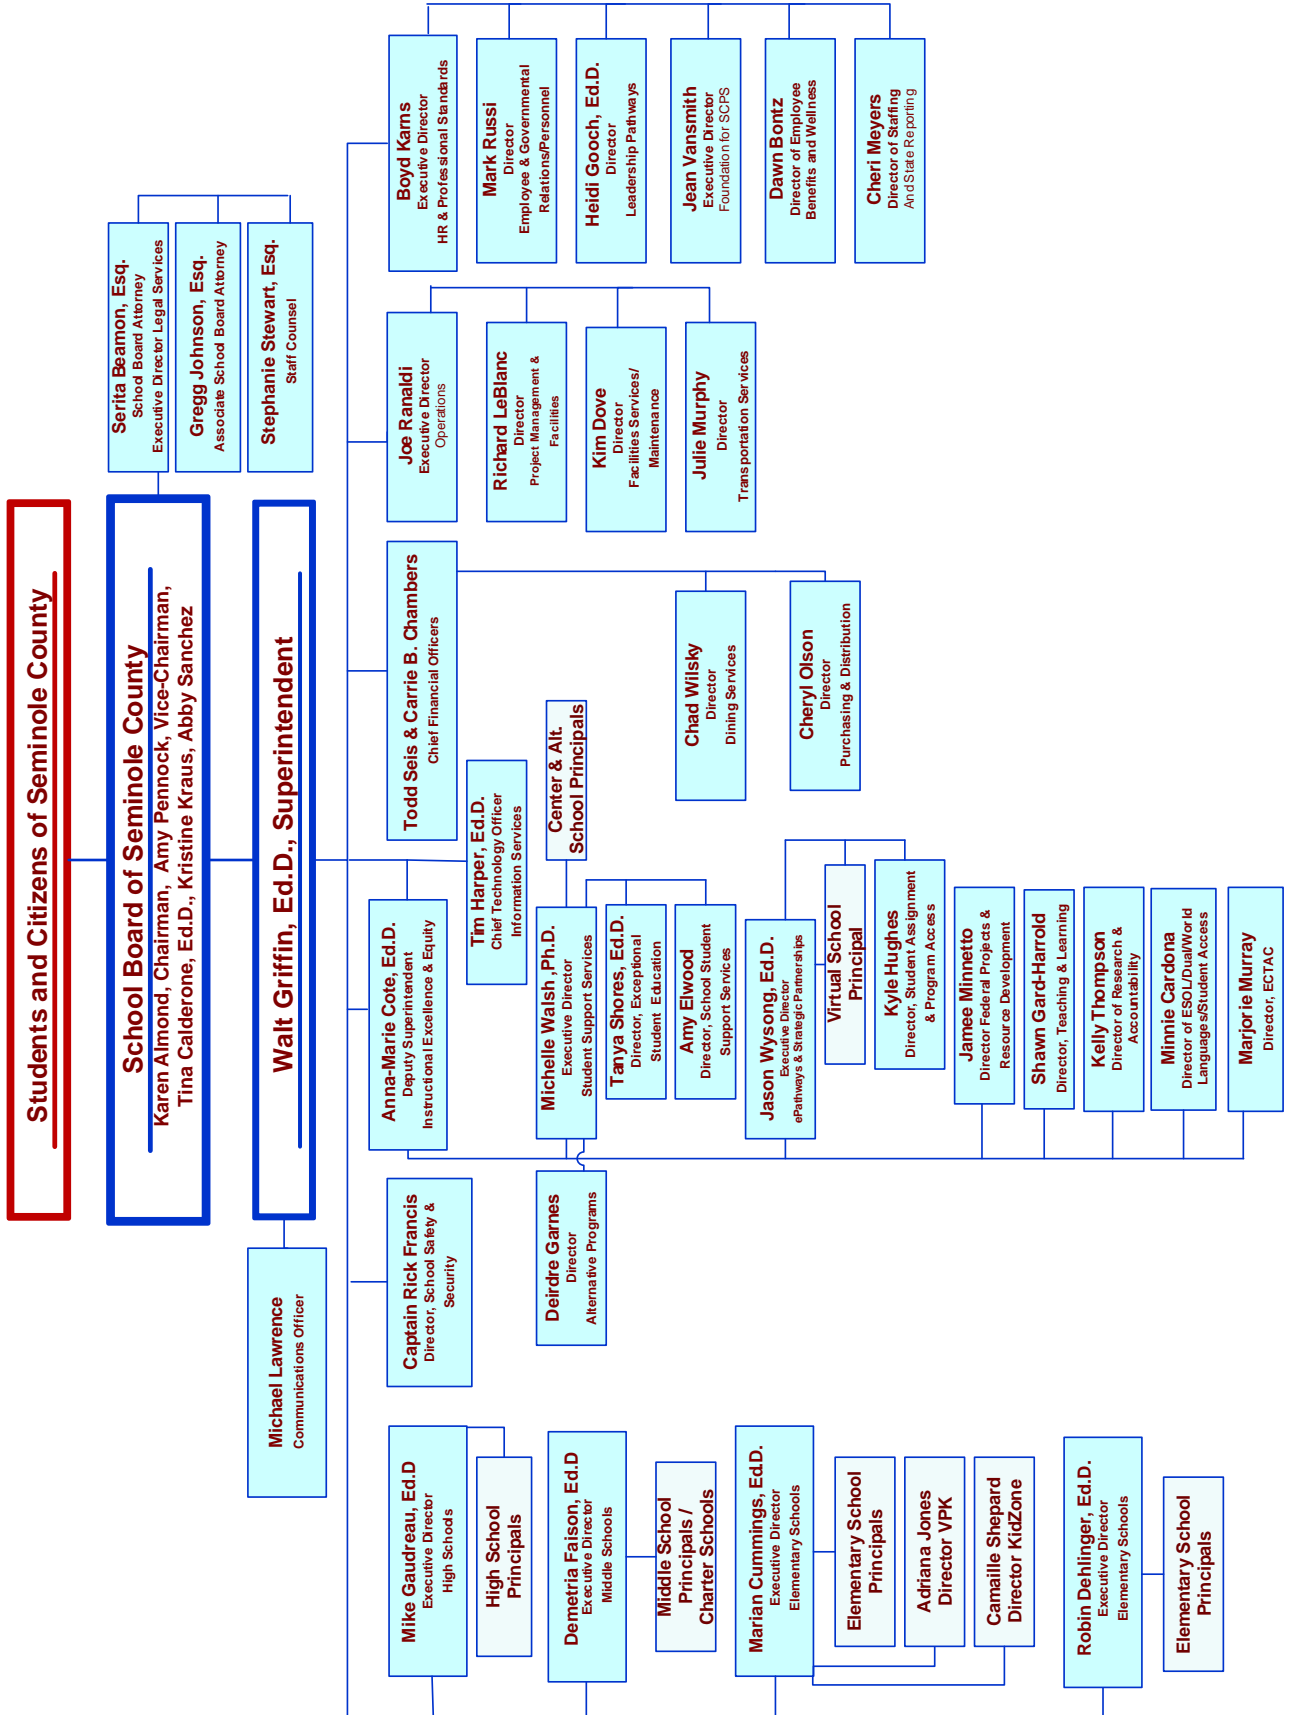 Students and Citizens of Seminole County
School Board of Seminole County
Karen Almond, Chairman, Amy Pennock, Vice-Chairman,
Tina Calderone, Ed.D., Kristine Kraus, Abby Sanchez
Walt Griffin, Ed.D., Superintendent
Serita Beamon, Esq.
School Board Attorney
Executive Director Legal Services
Gregg Johnson, Esq.
Associate School Board Attorney
Stephanie Stewart, Esq.
Staff Counsel
Michael Lawrence
Communications Officer
Mike Gaudreau, Ed.D
Executive Director
High Schools
High School
Principals
Demetria Faison, Ed.D
Executive Director
Middle Schools
Middle School
Principals /
Charter Schools
Marian Cummings, Ed.D.
Executive Director
Elementary Schools
Elementary School
Principals
Adriana Jones
Director VPK
Camaille Shepard
Director KidZone
Robin Dehlinger, Ed.D.
Executive Director
Elementary Schools
Elementary School
Principals
Captain Rick Francis
Director, School Safety &
Security
Anna-Marie Cote, Ed.D.
Deputy Superintendent
Instructional Excellence & Equity
Tim Harper, Ed.D.
Chief Technology Officer
Information Services
Deirdre Garnes
Director
Alternative Programs
Michelle Walsh ,Ph.D.
Executive Director
Student Support Services
Center & Alt.
School Principals
Tanya Shores, Ed.D.
Director, Exceptional
Student Education
Amy Elwood
Director, School Student
Support Services
Jason Wysong, Ed.D.
Executive Director
ePathways & Strategic Partnerships
Virtual School
Principal
Kyle Hughes
Director, Student Assignment
& Program Access
Jamee Minnetto
Director Federal Projects &
Resource Development
Shawn Gard-Harrold
Director, Teaching & Learning
Kelly Thompson
Director of Research &
Accountability
Minnie Cardona
Director of ESOL/Dual/World
Languages/Student Access
Marjorie Murray
Director, ECTAC
Todd Seis & Carrie B. Chambers
Chief Financial Officers
Chad Wilsky
Director
Dining Services
Cheryl Olson
Director
Purchasing & Distribution
Joe Ranaldi
Executive Director
Operations
Richard LeBlanc
Director
Project Management &
Facilities
Kim Dove
Director
Facilities Services/
Maintenance
Julie Murphy
Director
Transportation Services
Boyd Karns
Executive Director
HR & Professional Standards
Mark Russi
Director
Employee & Governmental
Relations/Personnel
Heidi Gooch, Ed.D.
Director
Leadership Pathways
Jean Vansmith
Executive Director
Foundation for SCPS
Dawn Bontz
Director of Employee
Benefits and Wellness
Cheri Meyers
Director of Staffing
And State Reporting